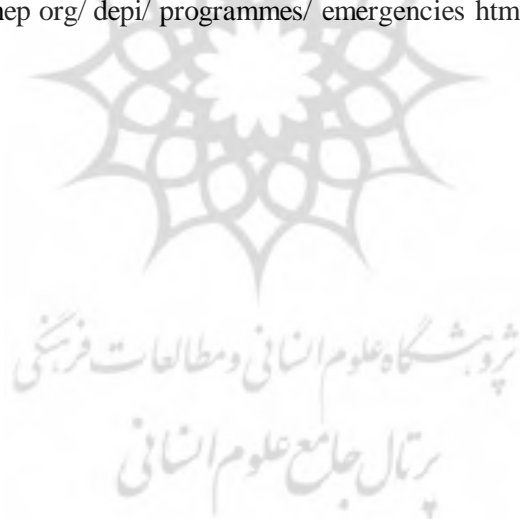 nep org/ depi/ programmes/ emergencies htm
پژوهشگاه علوم انسانی و مطالعات فرهنگی
پرتال جامع علوم انسانی